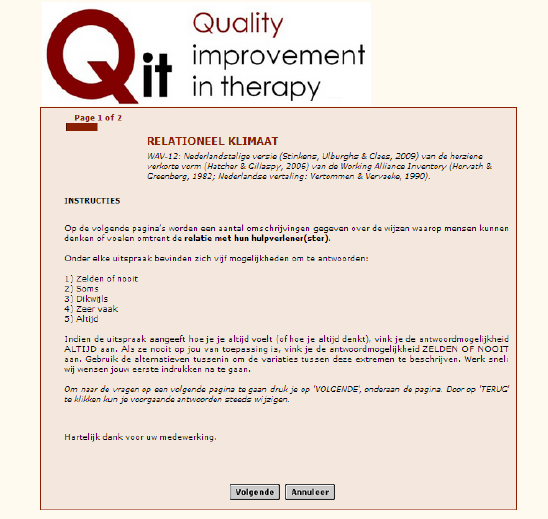 Qit
Quality
improvement
in therapy
Page 1 of 2
RELATIONEEL KLIMAAT
WAV-12: Nederlandstalige versie (Stinkens, Ulburghs & Claes, 2009) van de herziene
verkorte vorm (Hatcher & Gillaspy, 2006) van de Working Alliance Inventory (Horvath &
Greenberg, 1982; Nederlandse vertaling: Vertommen & Vervaeke, 1990).
INSTRUCTIES
Op de volgende pagina's worden een aantal omschrijvingen gegeven over de wijzen waarop mensen kunnen
denken of voelen omtrent de relatie met hun hulpverlener(ster).
Onder elke uitspraak bevinden zich vijf mogelijkheden om te antwoorden:
1) Zelden of nooit
2) Soms
3) Dikwijls
4) Zeer vaak
5) Altijd
Indien de uitspraak aangeeft hoe je je altijd voelt (of hoe je altijd denkt), vink je de antwoordmogelijkheid
ALTIJD aan. Als ze nooit op jou van toepassing is, vink je de antwoordmogelijkheid ZELDEN OF NOOIT
aan. Gebruik de alternatieven tussenin om de variaties tussen deze extremen te beschrijven. Werk snel:
wij wensen jouw eerste indrukken na te gaan.
Om naar de vragen op een volgende pagina te gaan druk je op 'VOLGENDE', onderaan de pagina. Door op 'TERUG'
te klikken kun je voorgaande antwoorden steeds wijzigen.
Hartelijk dank voor uw medewerking.
Volgende Annuleer